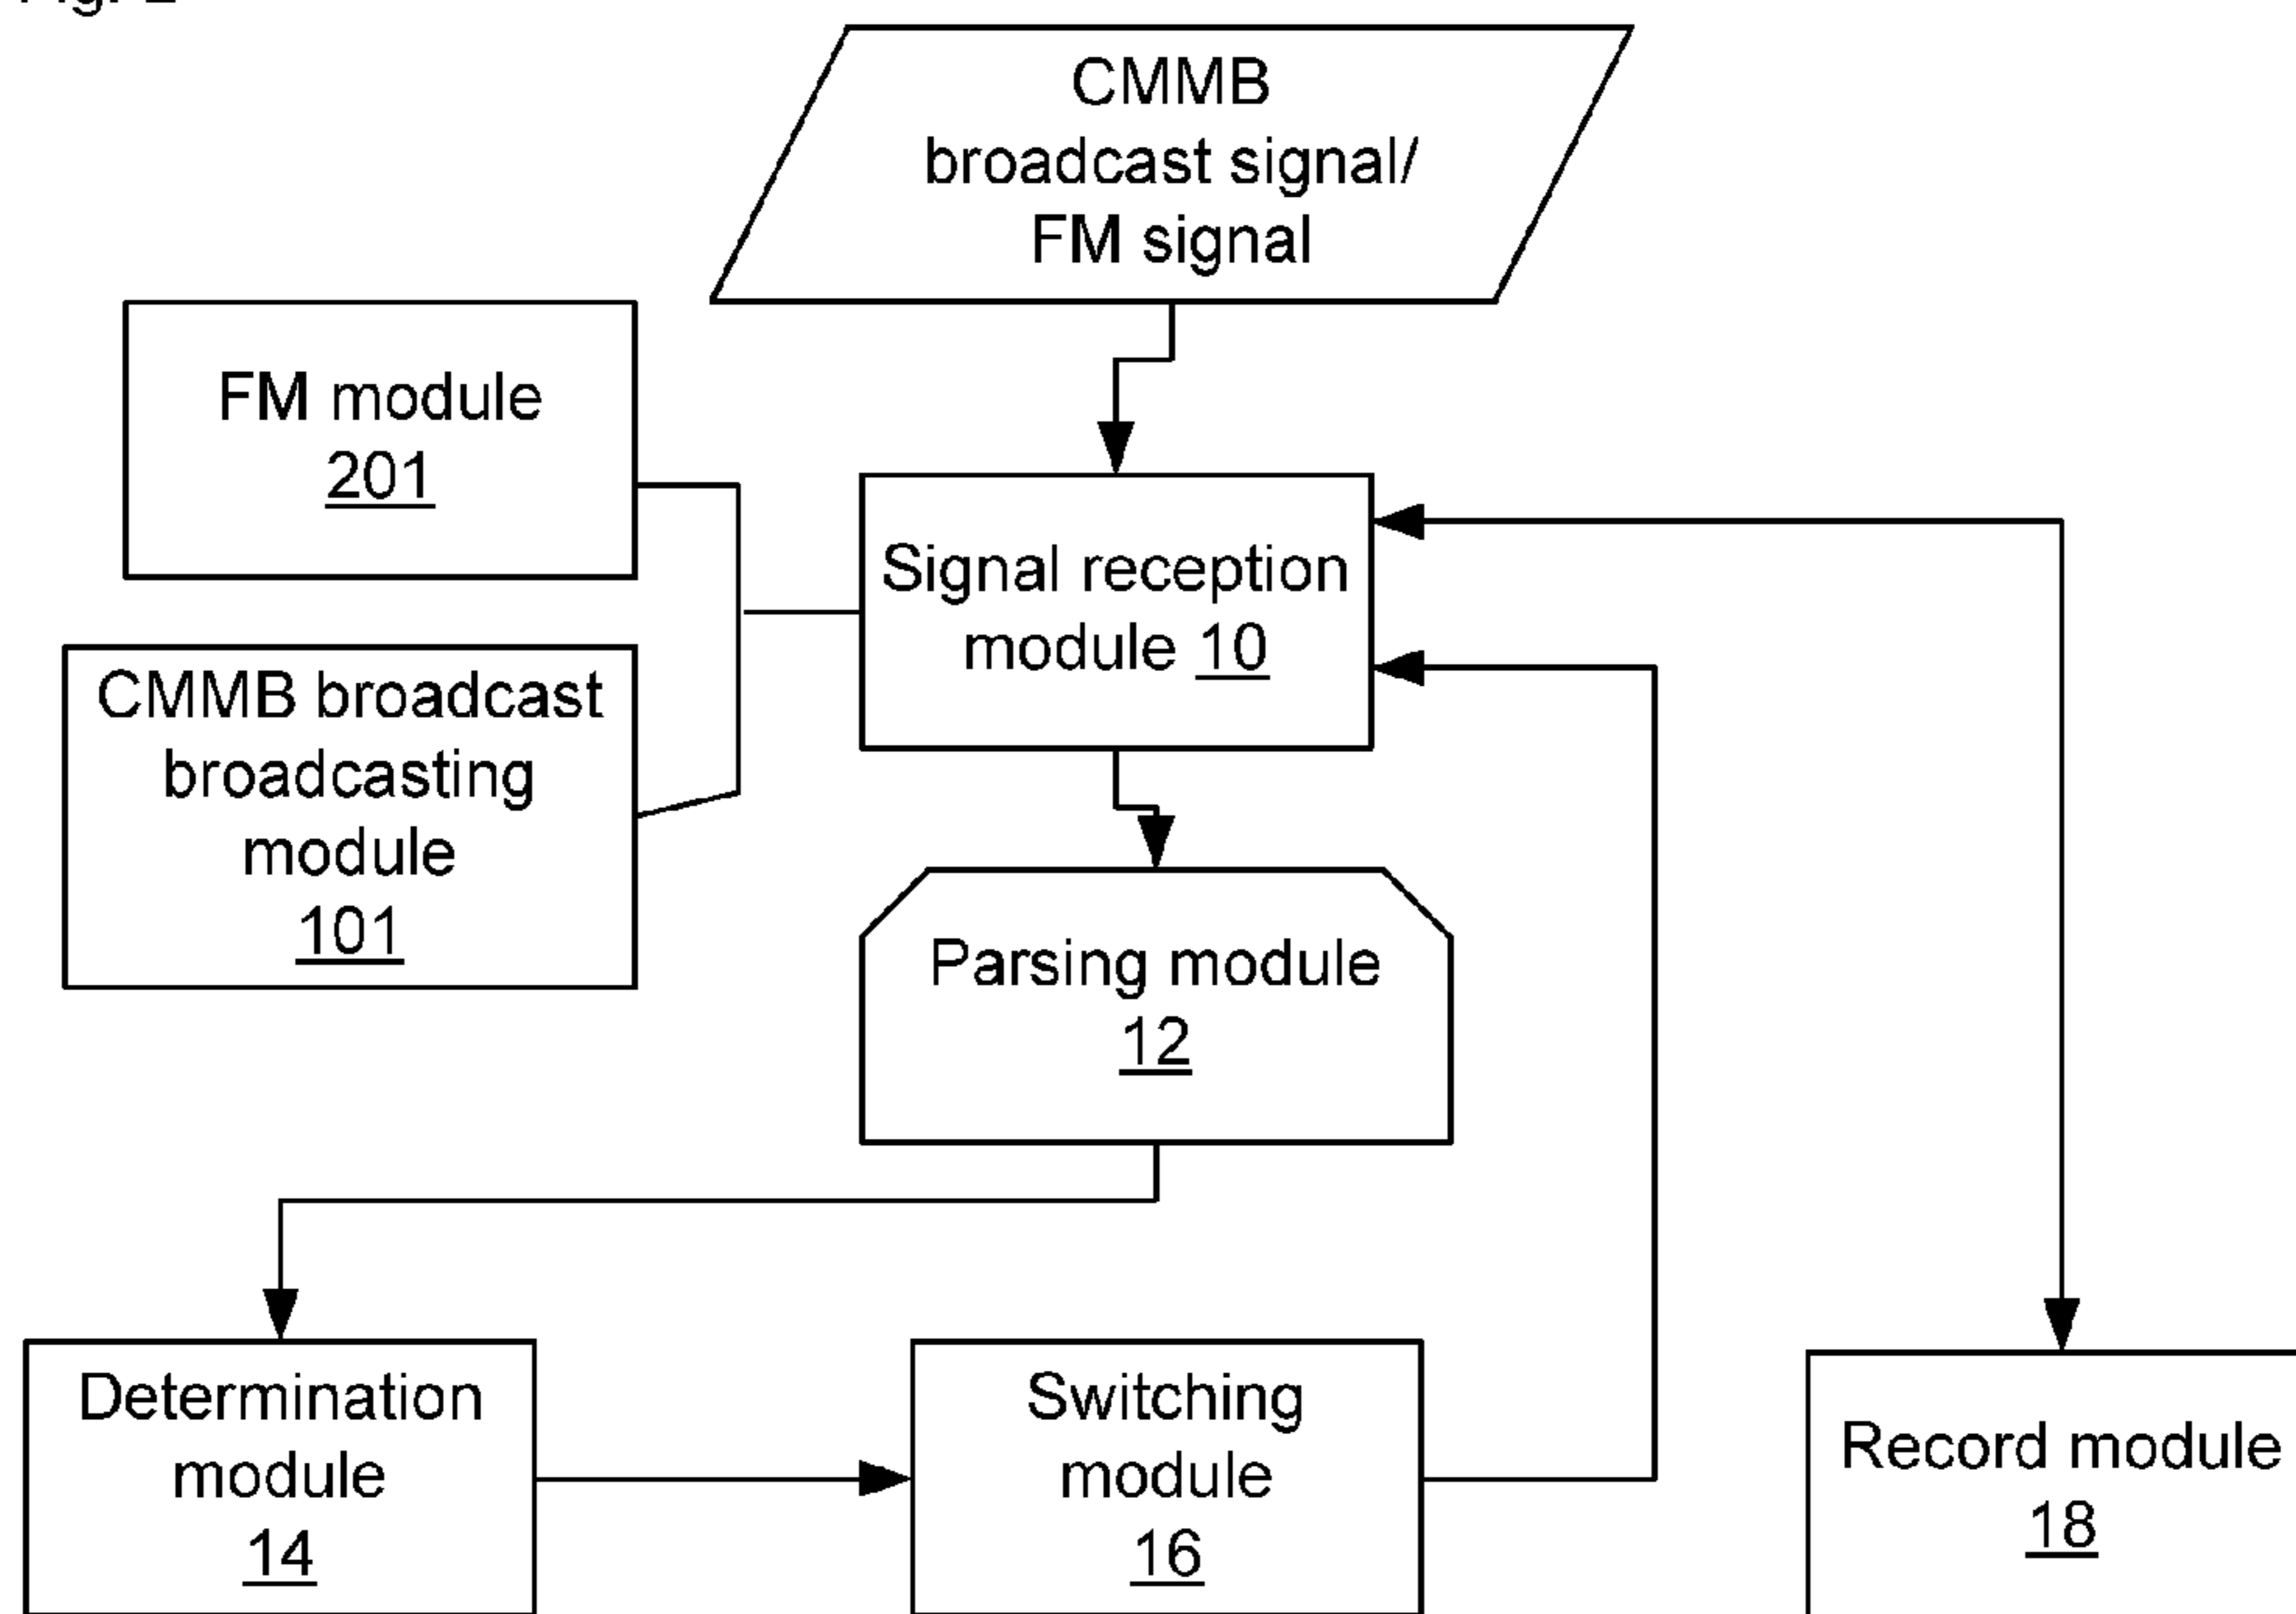 CMMB
broadcast signal/
FM signal
FM module
201
Signal reception
module 10
CMMB broadcast
broadcasting
module
101
Parsing module
12
Determination
module
14
Switching
module
16
Record module
18